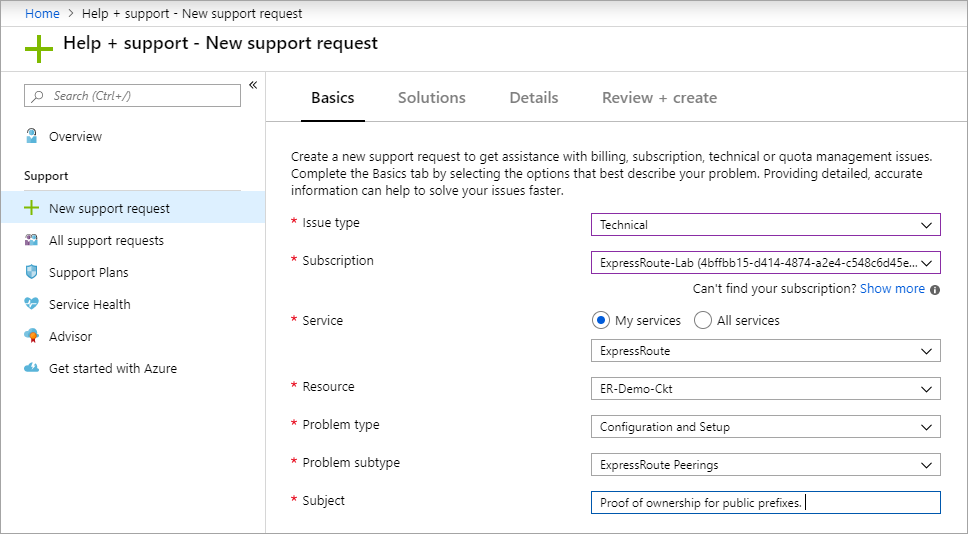 Home > Help + support - New support request
Help + support - New support request
Search (Ctrl+/)
«
Overview
Support
New support request
All support requests
Support Plans
Service Health
Advisor
Get started with Azure
Basics Solutions Details Review + create
Create a new support request to get assistance with billing, subscription, technical or quota management issues.
Complete the Basics tab by selecting the options that best describe your problem. Providing detailed, accurate
information can help to solve your issues faster.
* Issue type Technical
* Subscription ExpressRoute-Lab (4bffbb15-d414-4874-a2e4-c548c6d45e...
Can't find your subscription? Show more
* Service My services All services
ExpressRoute
* Resource ER-Demo-Ckt
* Problem type Configuration and Setup
* Problem subtype ExpressRoute Peerings
* Subject Proof of ownership for public prefixes.